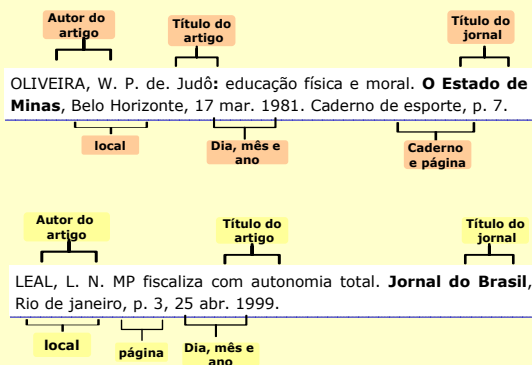 Autor do
artigo
Título do
artigo
Título do
jornal
OLIVEIRA, W. P. de. Judô: educação física e moral. O Estado de
Minas, Belo Horizonte, 17 mar. 1981. Caderno de esporte, p. 7.
local
Dia, mês e
ano
Caderno
e página
Autor do
artigo
Título do
artigo
Título do
jornal
LEAL, L. N. MP fiscaliza com autonomia total. Jornal do Brasil,
Rio de janeiro, p. 3, 25 abr. 1999.
local
página
Dia, mês e
ano